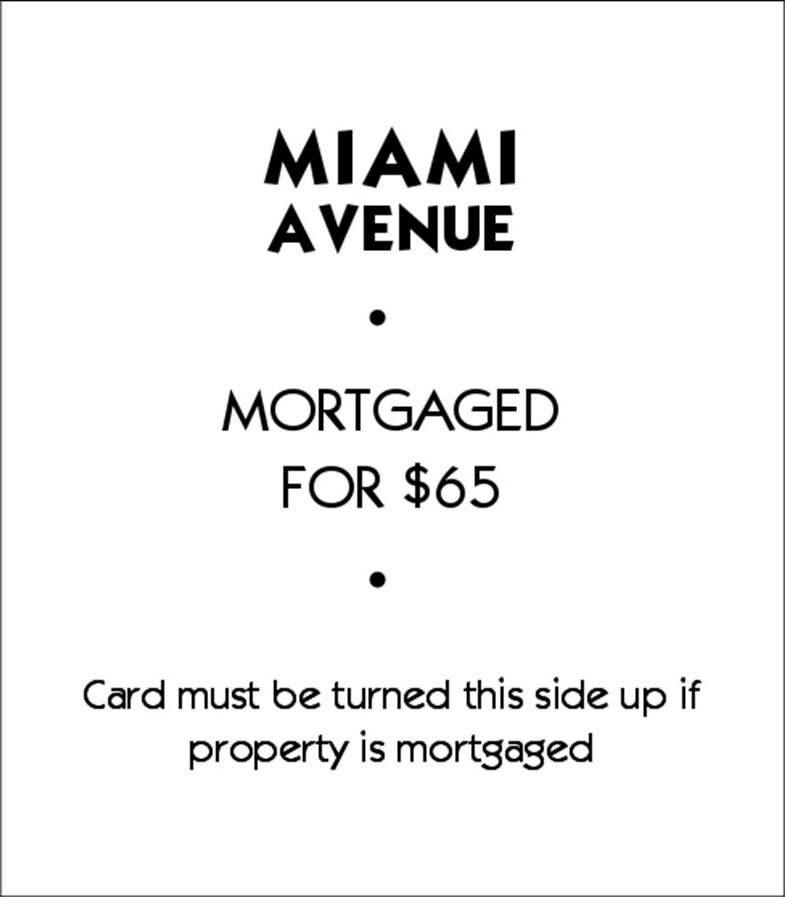 MIAMI
AVENUE
•
MORTGAGED
FOR $65
•
Card must be turned this side up if
property is mortgaged